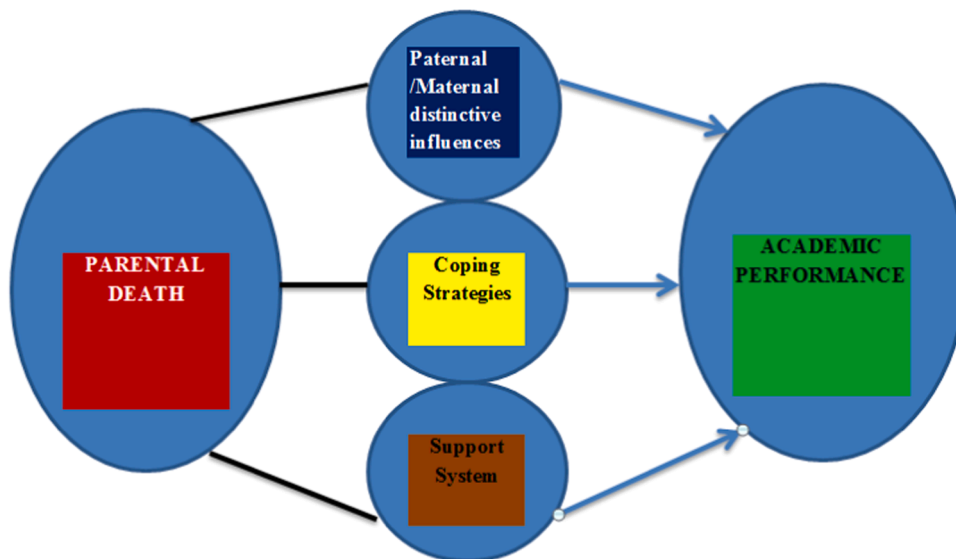 Paternal
/Maternal
distinctive
influences
PARENTAL
DEATH
Coping
Strategies
ACADEMIC
PERFORMANCE
Support
System